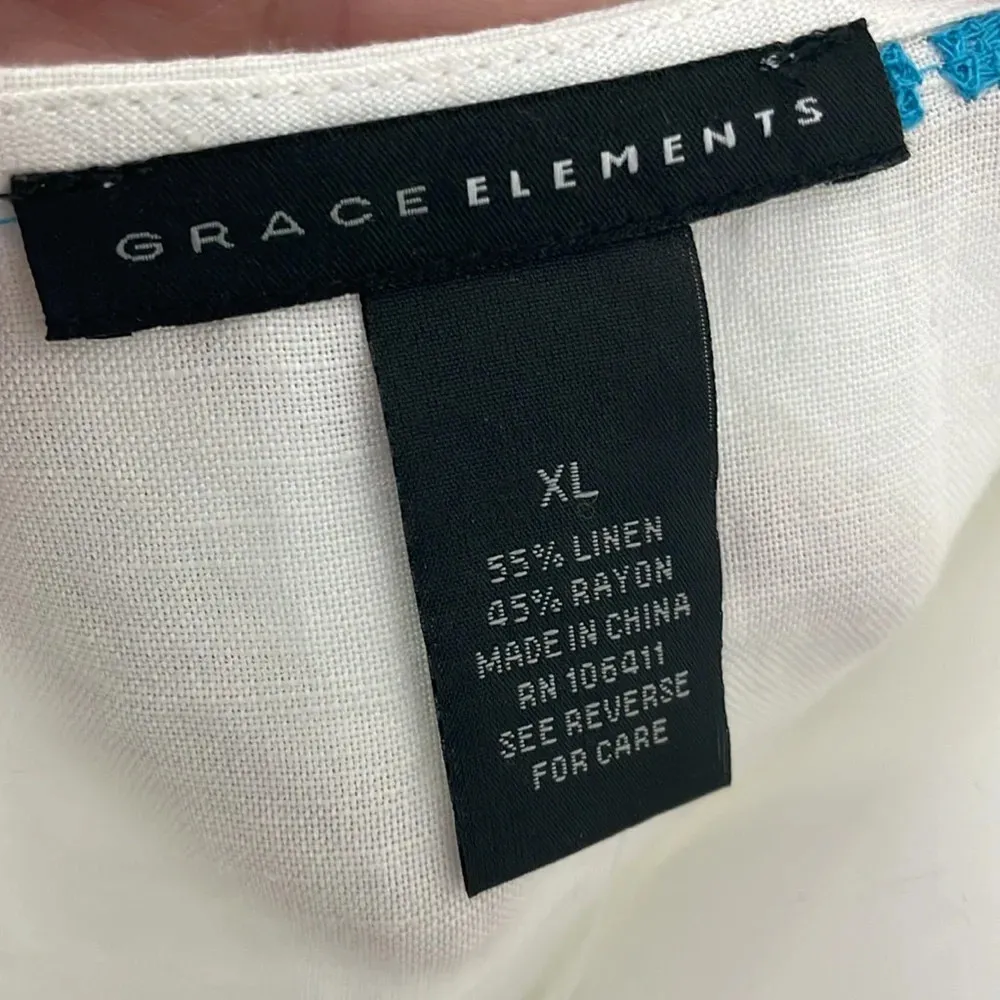 GRACE ELEMENTS
XL
55% LINEN
45% RAYON
MADE IN CHINA
RN 106411
SEE REVERSE
FOR CARE